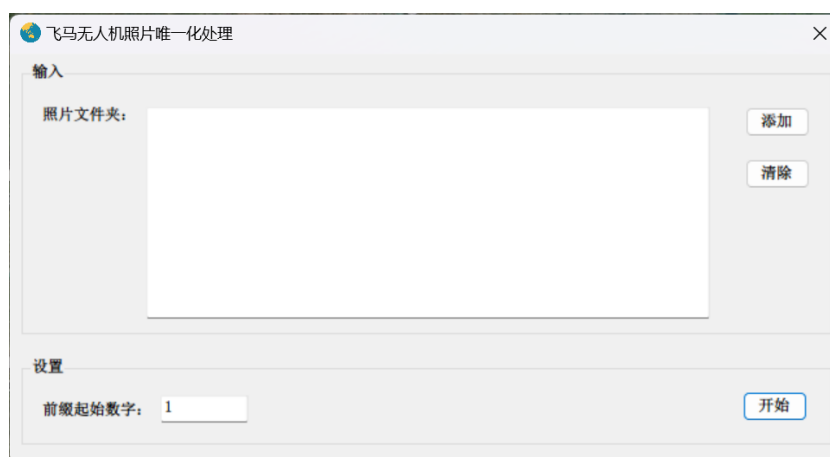 飞马无人机照片唯一化处理
输入
照片文件夹:
添加
清除
设置
前缀起始数字: 1
开始